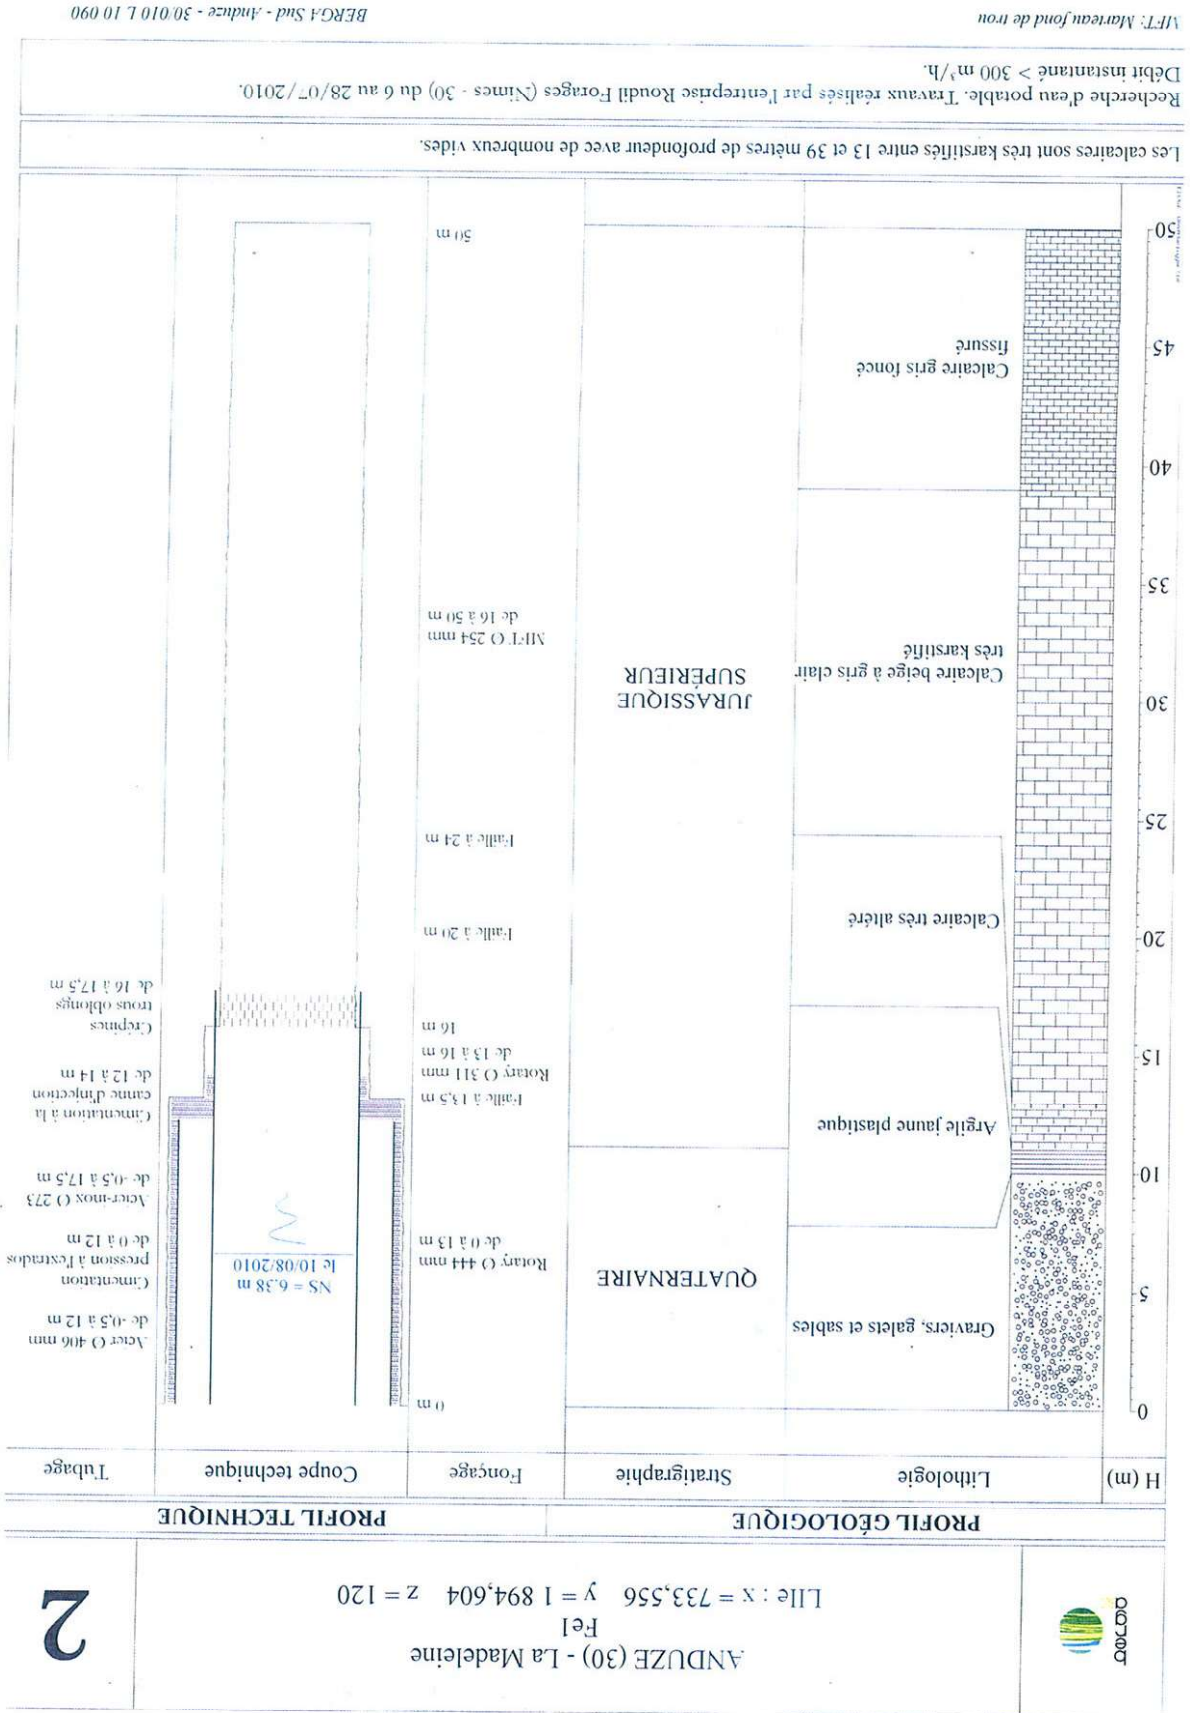 berga
ANDUZE (30) - La Madeleine
Fe1
LIIe : x = 733,556 y = 1 894,604 z = 120
2
PROFIL GÉOLOGIQUE
PROFIL TECHNIQUE
H (m)
Lithologie
Stratigraphie
Fonçage
Coupe technique
Tubage
0
5
10
15
20
25
30
35
40
45
50
Graviers, galets et sables
Argile jaune plastique
Calcaire très altéré
Calcaire beige à gris clair
très karstifié
Calcaire gris foncé
fissuré
QUATERNAIRE
JURASSIQUE
SUPÉRIEUR
0 m
Rotary O 444 mm
de 0 à 13 m
Faille à 13,5 m
Rotary O 311 mm
de 13 à 16 m
16 m
Faille à 20 m
Faille à 24 m
MFT O 254 mm
de 16 à 50 m
50 m
NS = 6.38 m
le 10/08/2010
Acier O 406 mm
de -0,5 à 12 m
Cimentation
pression à l'extrados
de 0 à 12 m
Acier-inox O 273
de -0,5 à 17,5 m
Cimentation à la
canne d'injection
de 12 à 14 m
Crépines
trous oblongs
de 16 à 17,5 m
Les calcaires sont très karstifiés entre 13 et 39 mètres de profondeur avec de nombreux vides.
Recherche d'eau potable. Travaux réalisés par l'entreprise Roudil Forages (Nîmes - 30) du 6 au 28/07/2010.
Débit instantané > 300 m³/h.
MFT: Marteau fond de trou
BERGA Sud - Anduze - 30/010 L 10 090